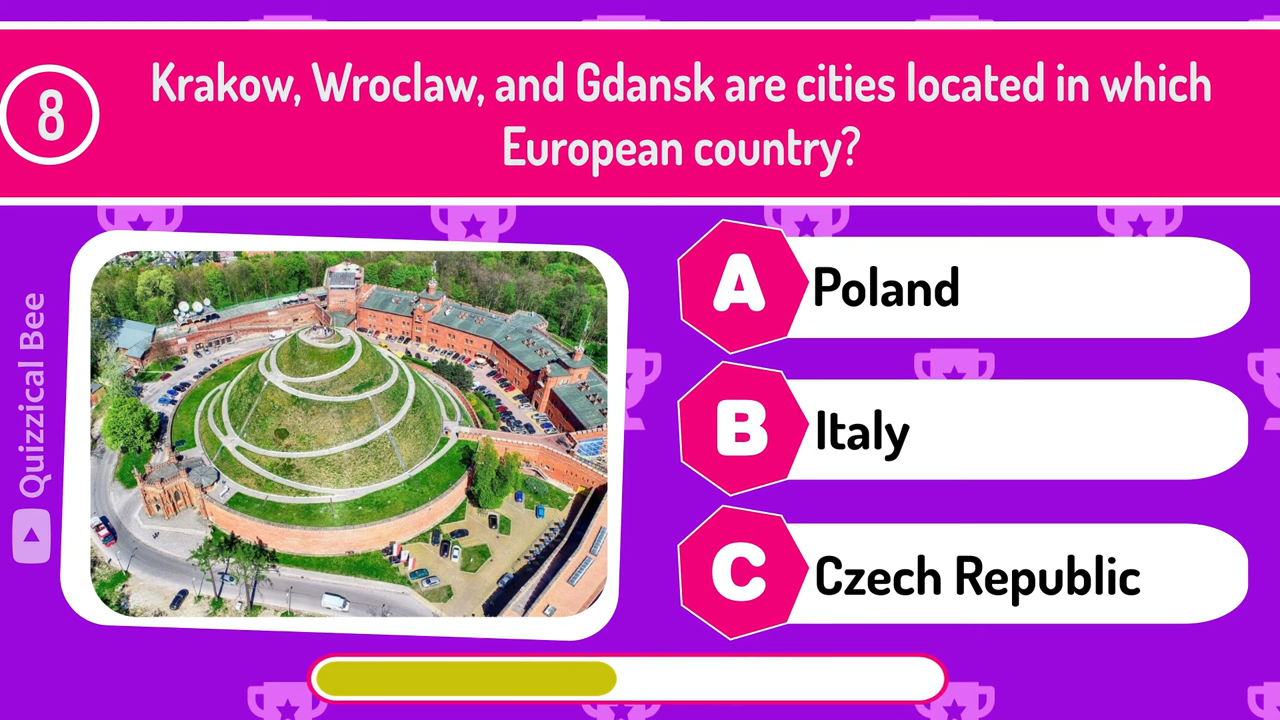 8
Krakow, Wroclaw, and Gdansk are cities located in which
European country?
Quizzical Bee
A Poland
B Italy
C Czech Republic